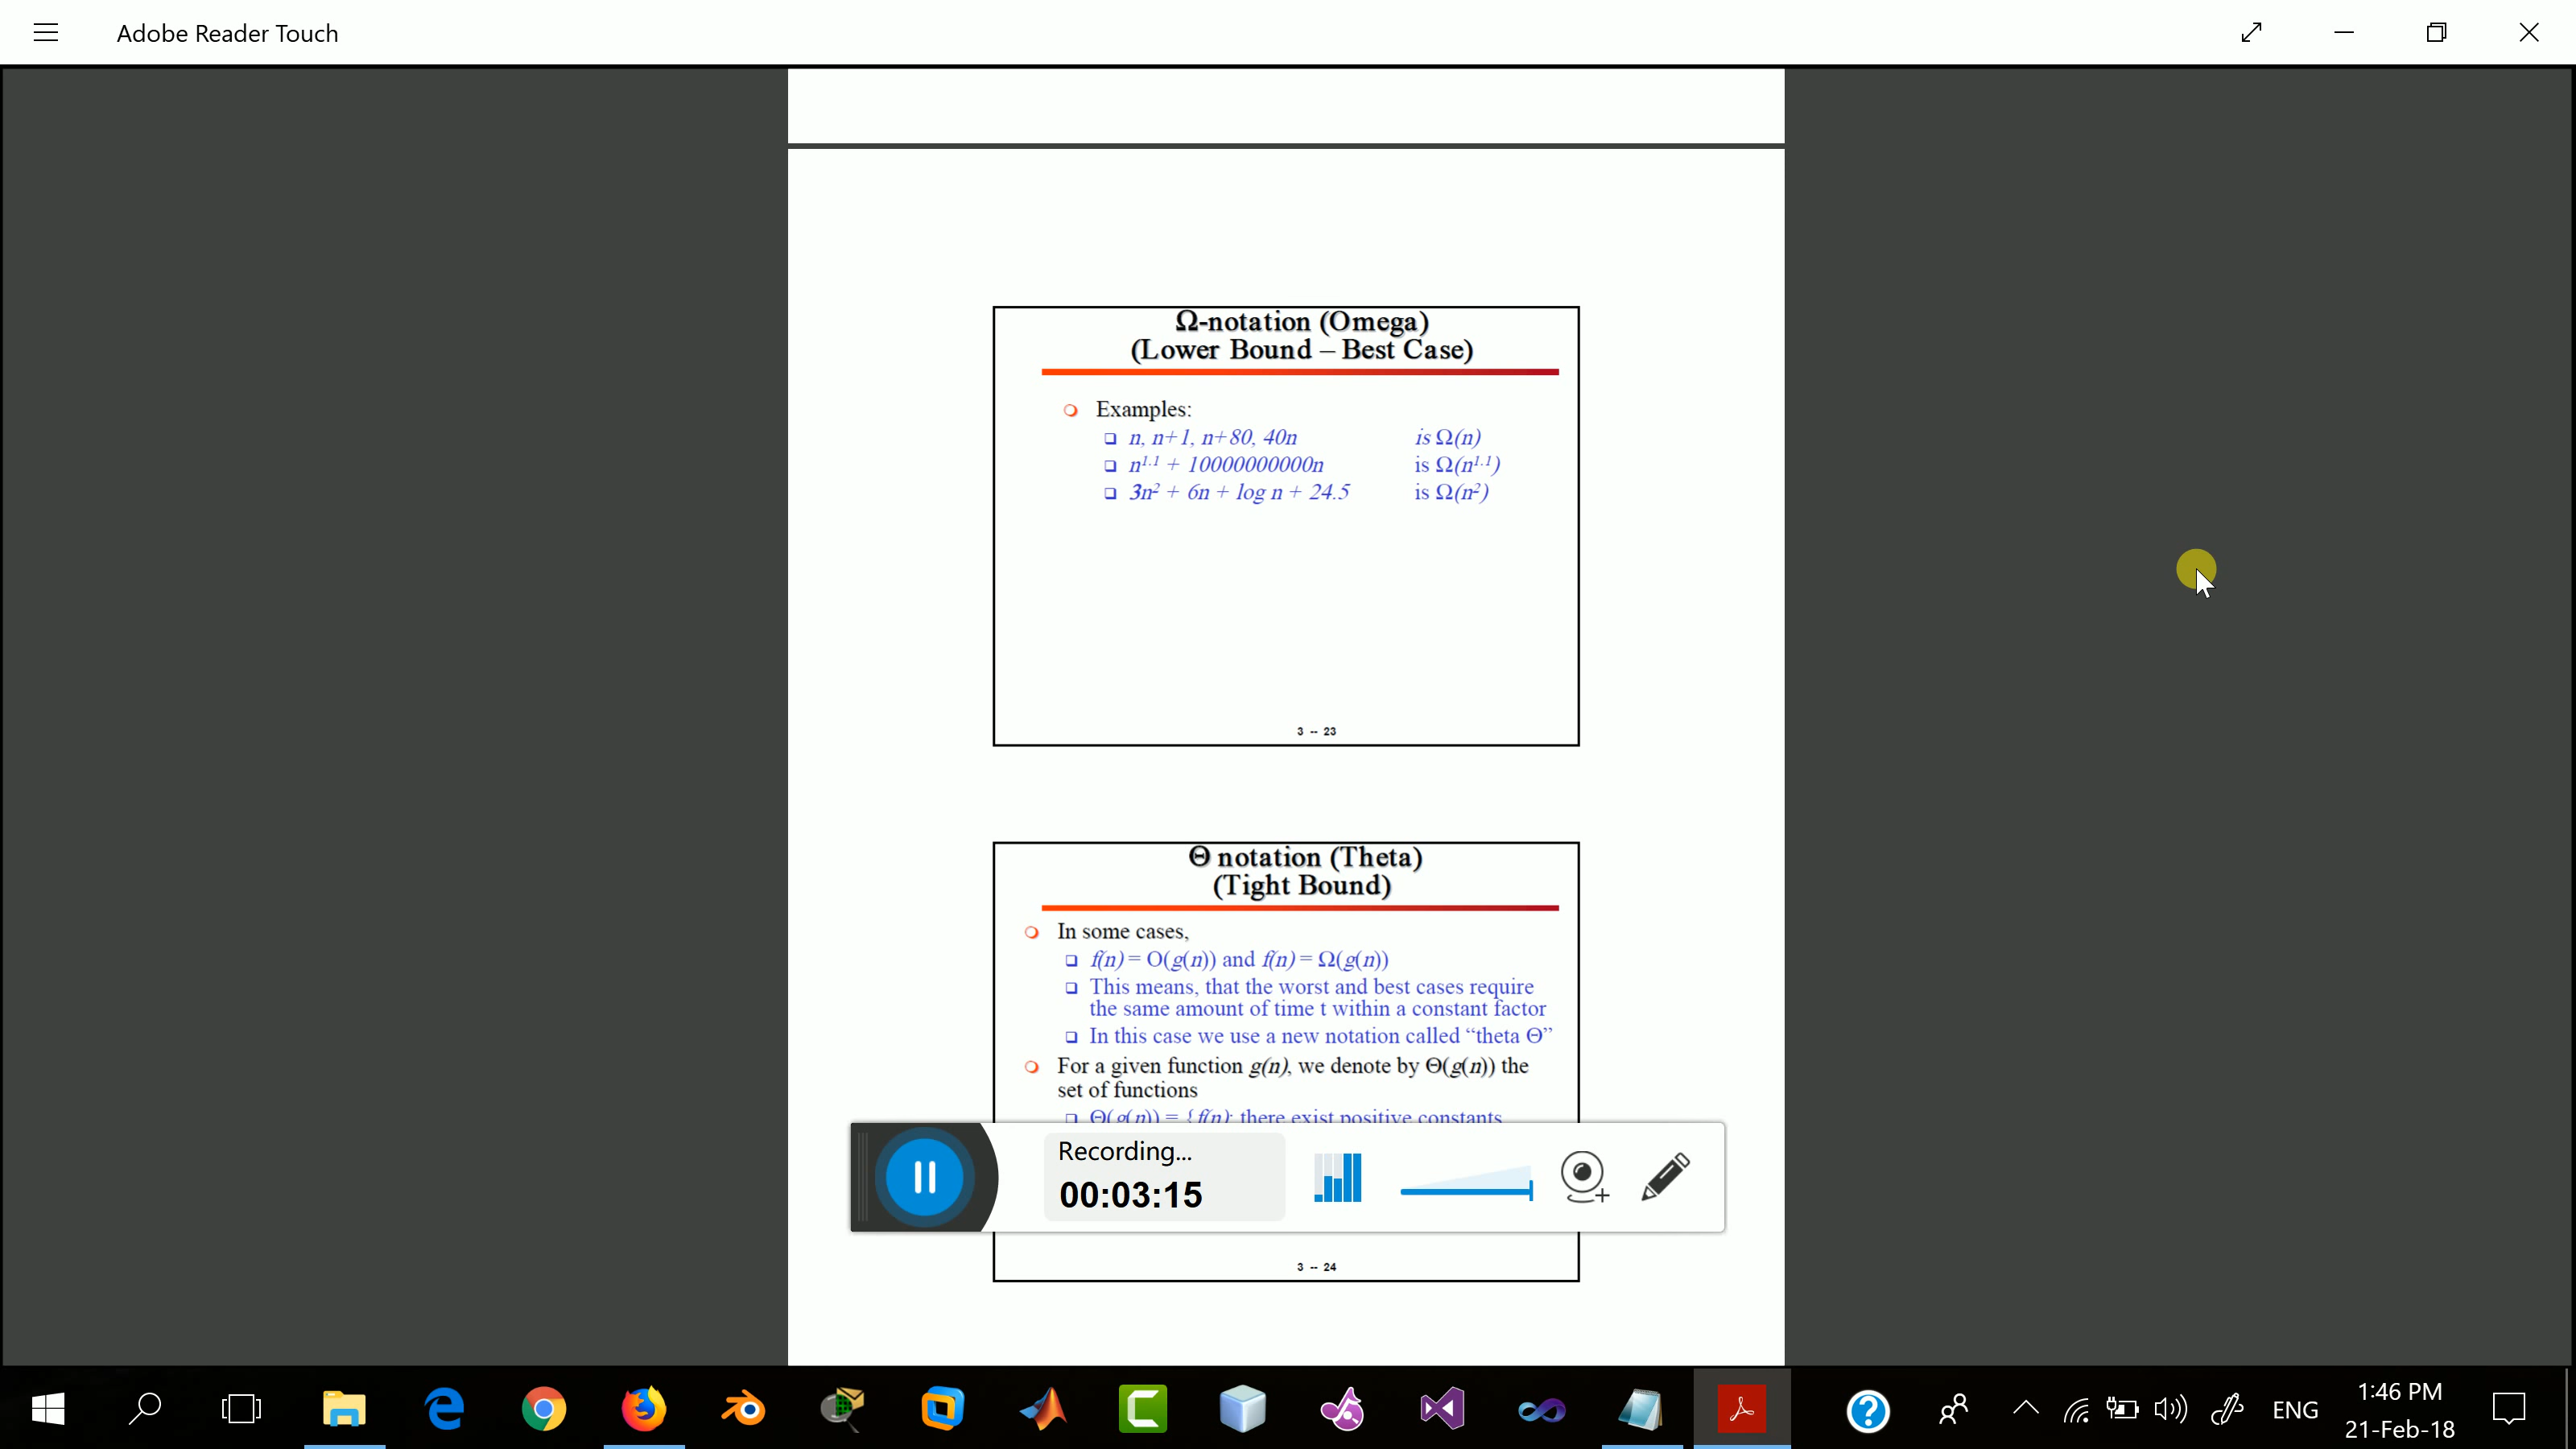 Adobe Reader Touch
Ω-notation (Omega)
(Lower Bound – Best Case)
Examples:
n, n+1, n+80, 40n is Ω(n)
n^1.1 + 10000000000n is Ω(n^1.1)
3n² + 6n + log n + 24.5 is Ω(n²)
3 -- 23
Θ notation (Theta)
(Tight Bound)
In some cases,
f(n) = O(g(n)) and f(n) = Ω(g(n))
This means, that the worst and best cases require
the same amount of time t within a constant factor
In this case we use a new notation called “theta Θ”
For a given function g(n), we denote by Θ(g(n)) the
set of functions
Θ(g(n)) = {f(n): there exist positive constants
Recording...
00:03:15
3 -- 24
ENG
1:46 PM
21-Feb-18